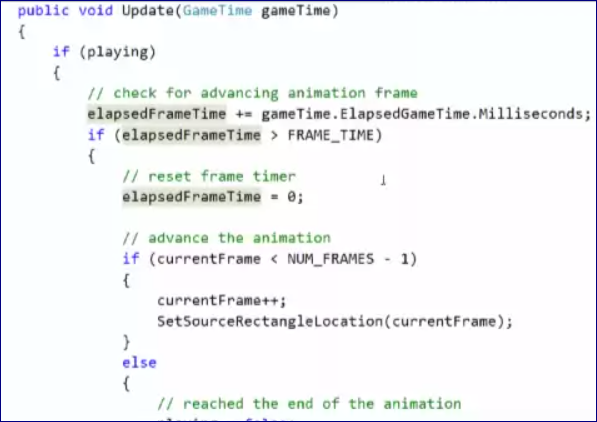 public void Update(GameTime gameTime)
{
if (playing)
{
// check for advancing animation frame
elapsedFrameTime += gameTime.ElapsedGameTime.Milliseconds;
if (elapsedFrameTime > FRAME_TIME)
{
// reset frame timer
elapsedFrameTime = 0;
// advance the animation
if (currentFrame < NUM_FRAMES - 1)
{
currentFrame++;
SetSourceRectangleLocation(currentFrame);
}
else
{
// reached the end of the animation